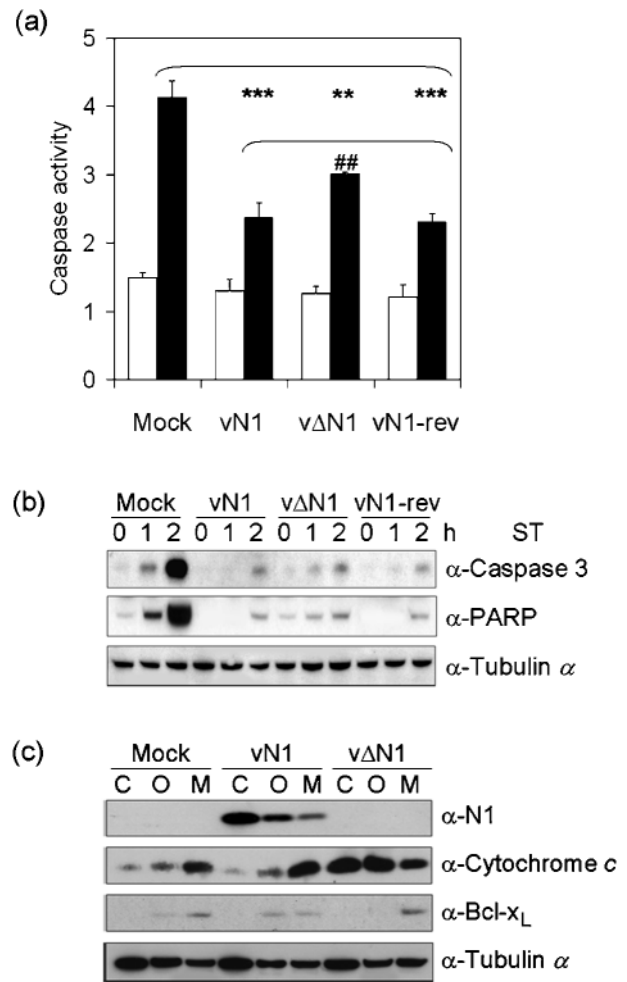 (a)
5
4
3
2
1
0
Caspase activity
*** ** ***
##
Mock vN1 vΔN1 vN1-rev
(b)
Mock vN1 vΔN1 vN1-rev
0 1 2 0 1 2 0 1 2 0 1 2 h ST
α-Caspase 3
α-PARP
α-Tubulin α
(c)
Mock vN1 vΔN1
C O M C O M C O M
α-N1
α-Cytochrome c
α-Bcl-xL
α-Tubulin α